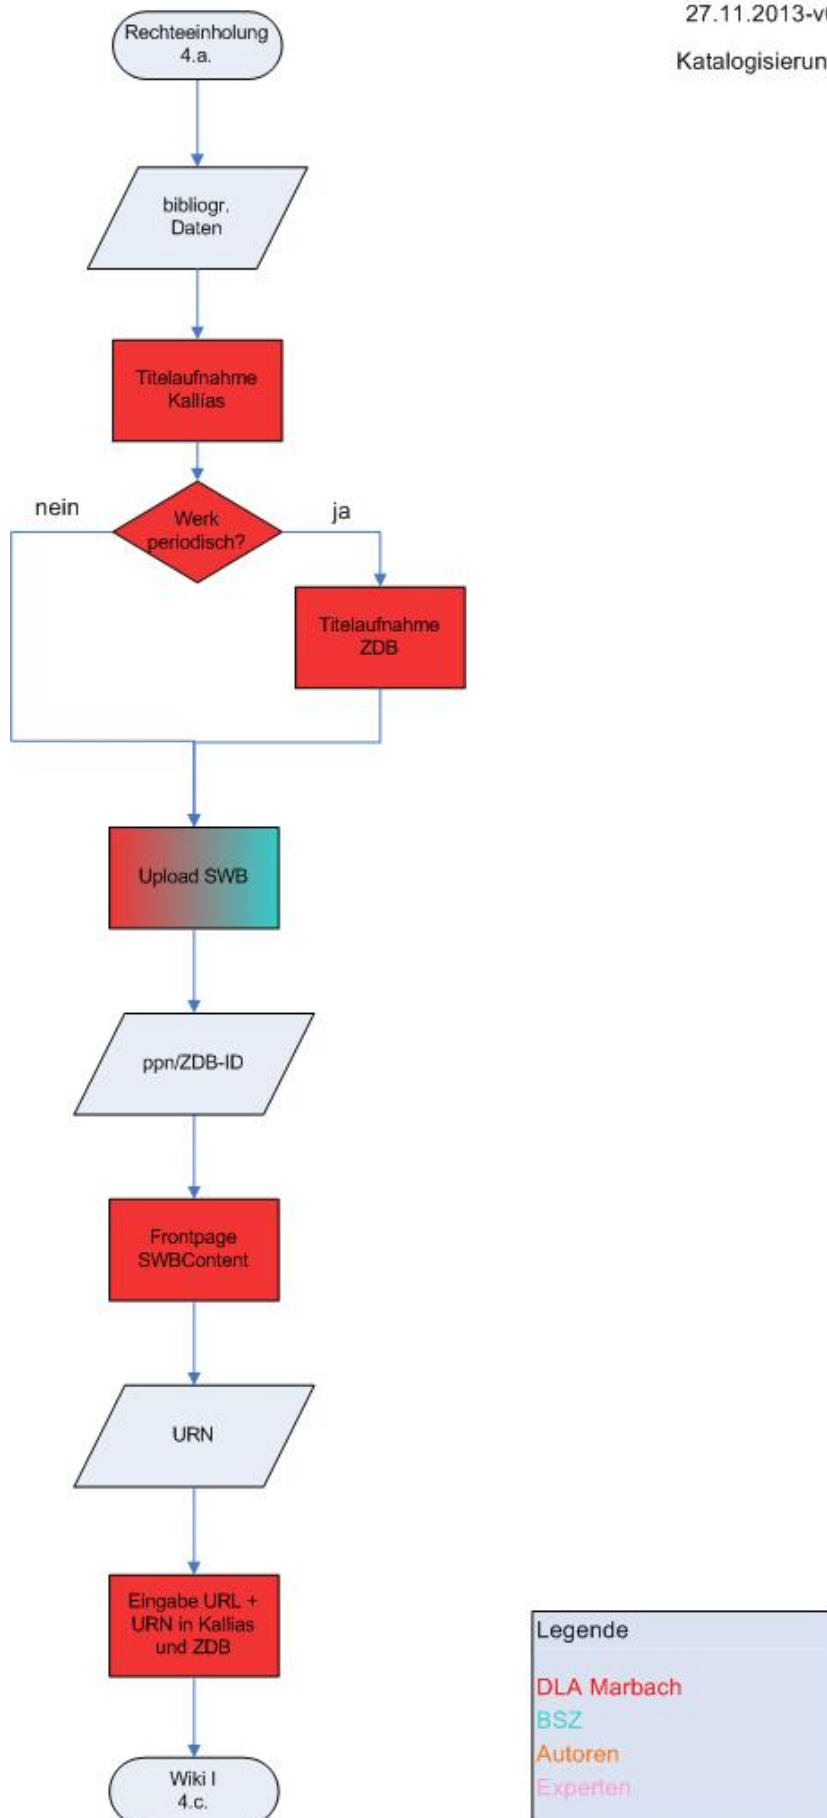 27.11.2013-v
Katalogisierun
Rechteeinholung
4.a.
bibliogr.
Daten
Titelaufnahme
Kallías
nein
Werk
periodisch?
ja
Titelaufnahme
ZDB
Upload SWB
ppn/ZDB-ID
Frontpage
SWBContent
URN
Eingabe URL +
URN in Kallias
und ZDB
Wiki I
4.c.
Legende
DLA Marbach
BSZ
Autoren
Experten